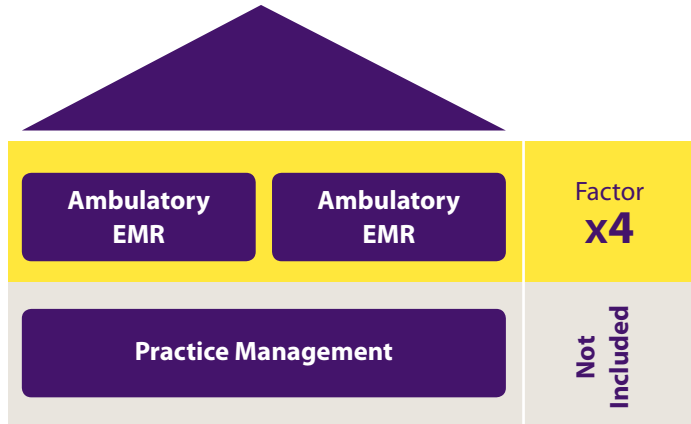 Ambulatory
EMR
Ambulatory
EMR
Factor
x4
Practice Management
Not
Included